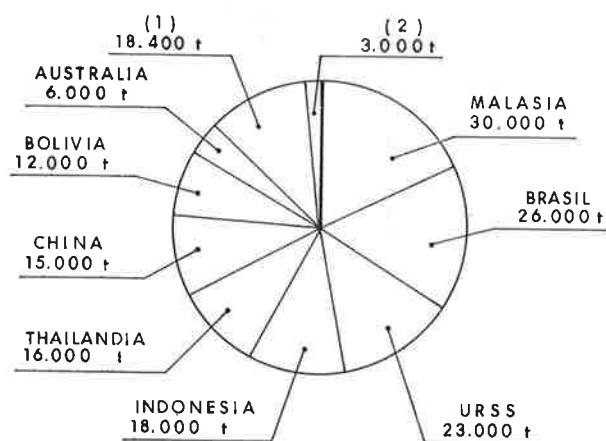 (1)
18.400 t
(2)
3.000 t
MALASIA
30.000 t
BRASIL
26.000 t
URSS
23.000 t
INDONESIA
18.000 t
THAILANDIA
16.000 t
CHINA
15.000 t
BOLIVIA
12.000 t
AUSTRALIA
6.000 t